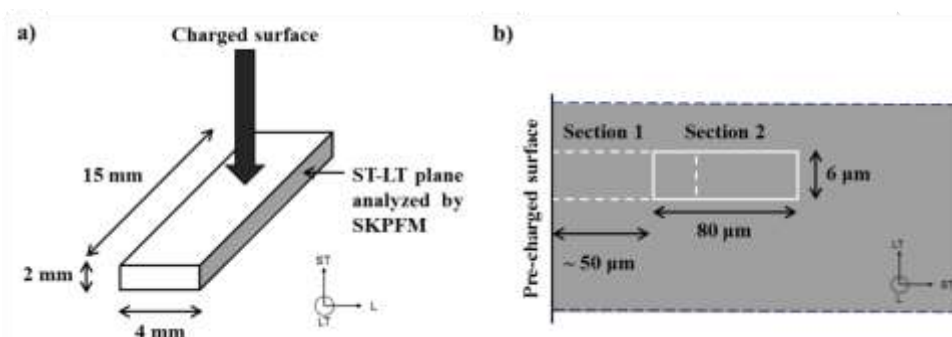 a)
Charged surface
15 mm
ST-LT plane
analyzed by
SKPFM
2 mm
4 mm
ST
L
LT
b)
Pre-charged surface
Section 1
Section 2
6 µm
80 µm
~ 50 µm
LT
ST
L